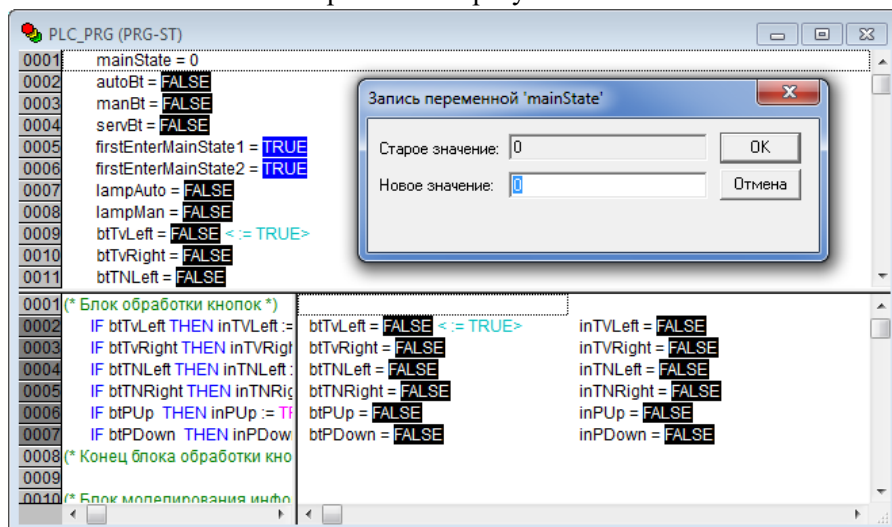 PLC_PRG (PRG-ST)
0001 mainState = 0
0002 autoBt = FALSE
0003 manBt = FALSE
0004 servBt = FALSE
0005 firstEnterMainState1 = TRUE
0006 firstEnterMainState2 = TRUE
0007 lampAuto = FALSE
0008 lampMan = FALSE
0009 btTvLeft = FALSE < := TRUE>
0010 btTvRight = FALSE
0011 btTNLeft = FALSE
Запись переменной 'mainState'
Старое значение: 0 OK
Новое значение: 0 Отмена
0001 (* Блок обработки кнопок *)
0002 IF btTvLeft THEN inTVLeft := btTvLeft = FALSE < := TRUE> inTVLeft = FALSE
0003 IF btTvRight THEN inTVRigh btTvRight = FALSE inTVRight = FALSE
0004 IF btTNLeft THEN inTNLeft : btTNLeft = FALSE inTNLeft = FALSE
0005 IF btTNRight THEN inTNRig btTNRight = FALSE inTNRight = FALSE
0006 IF btPUp THEN inPUp := TF btPUp = FALSE inPUp = FALSE
0007 IF btPDown THEN inPDow btPDown = FALSE inPDown = FALSE
0008 (* Конец блока обработки кно
0009
0010 (* Блок моделирования инфо